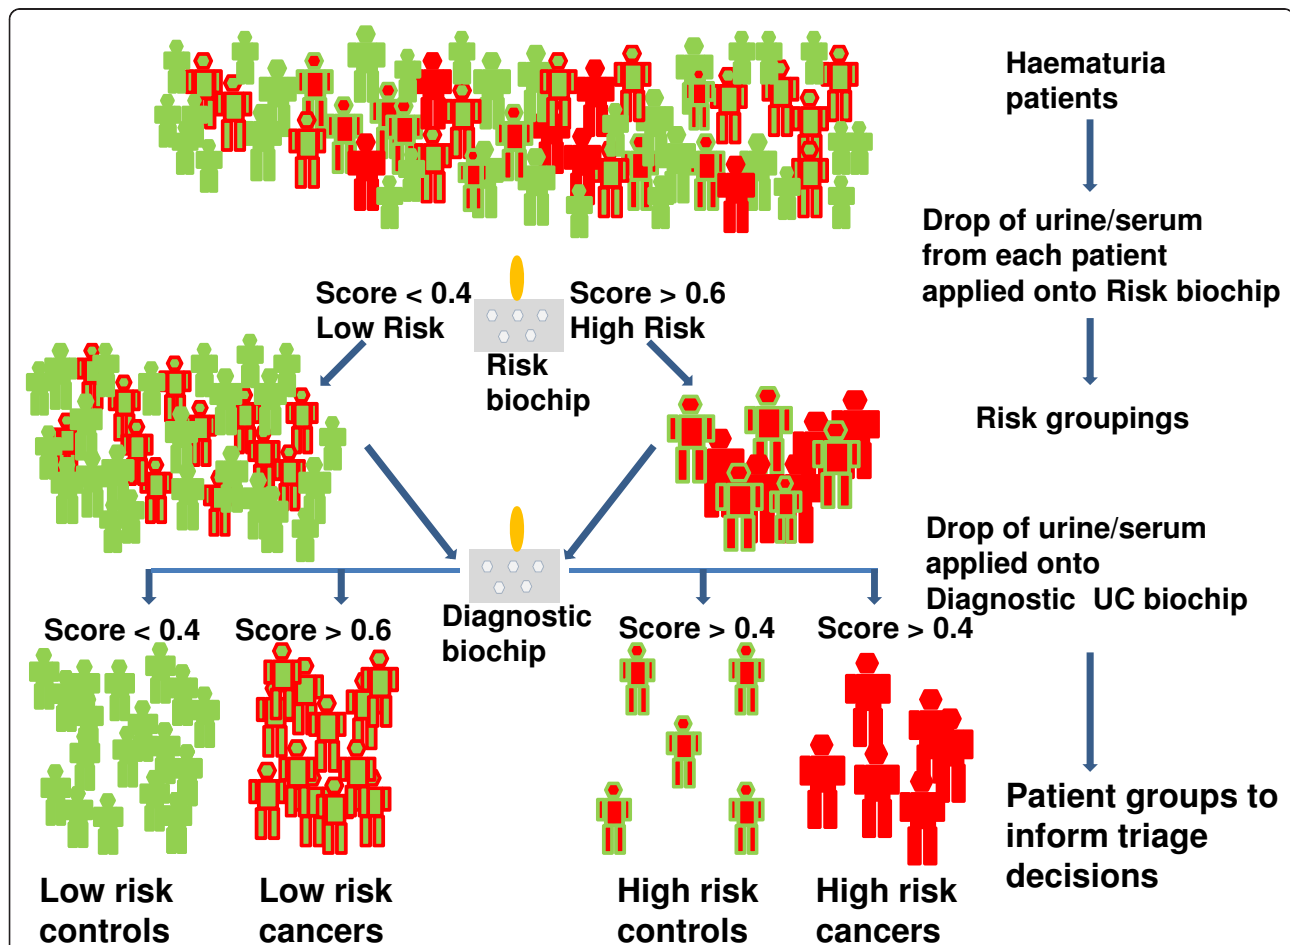 Haematuria
patients
Drop of urine/serum
from each patient
applied onto Risk biochip
Score < 0.4
Low Risk
Score > 0.6
High Risk
Risk
biochip
Risk groupings
Drop of urine/serum
applied onto
Diagnostic UC biochip
Diagnostic
biochip
Score < 0.4
Score > 0.6
Score > 0.4
Score > 0.4
Patient groups to
inform triage
decisions
Low risk
controls
Low risk
cancers
High risk
controls
High risk
cancers